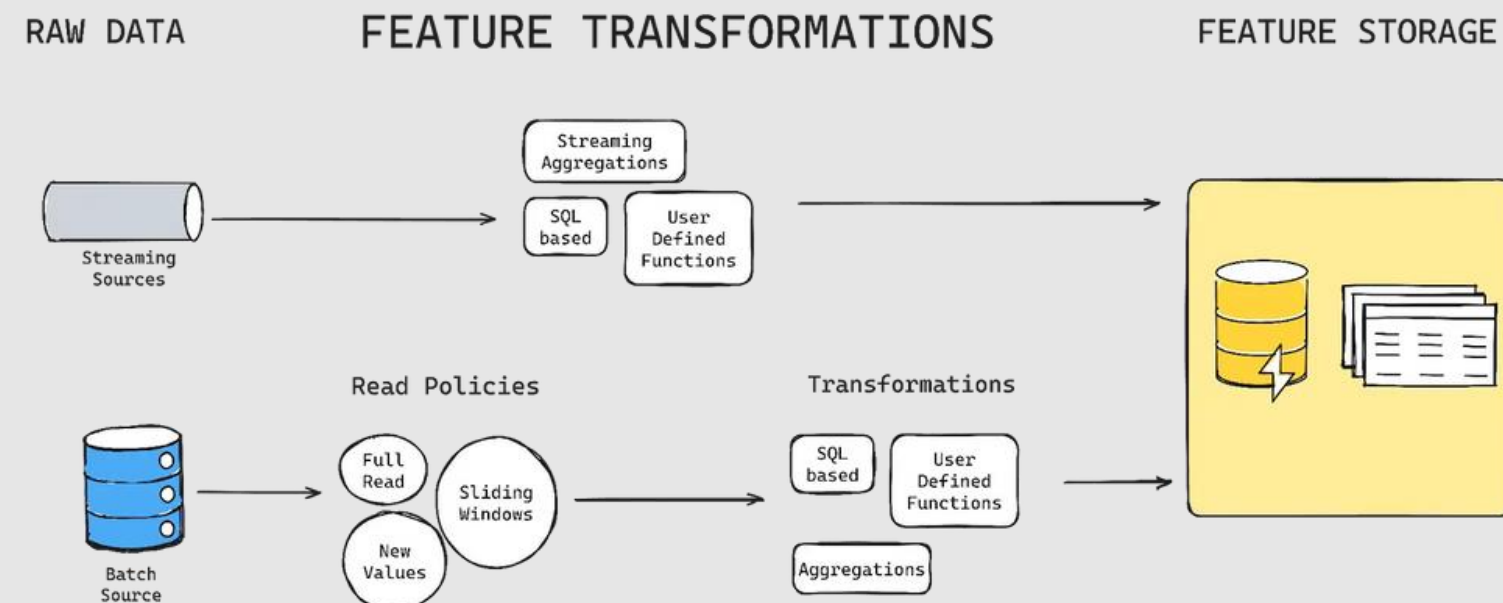 RAW DATA
FEATURE TRANSFORMATIONS
FEATURE STORAGE
Streaming
Aggregations
SQL
based
User
Defined
Functions
Streaming
Sources
Read Policies
Transformations
Full
Read
Sliding
Windows
New
Values
SQL
based
User
Defined
Functions
Aggregations
Batch
Source